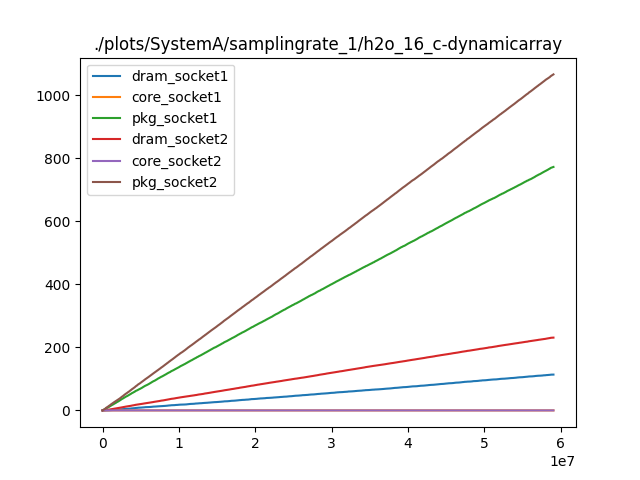 ./plots/SystemA/samplingrate_1/h2o_16_c-dynamicarray
dram_socket1
core_socket1
pkg_socket1
dram_socket2
core_socket2
pkg_socket2
1000
800
600
400
200
0
0 1 2 3 4 5 6
1e7